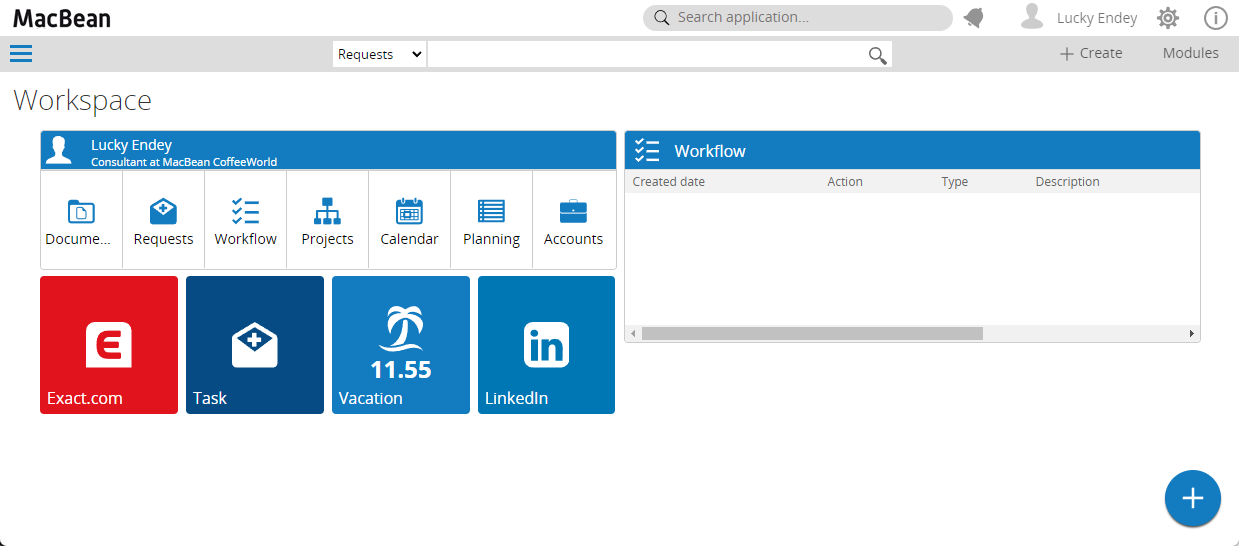 MacBean
Search application...
Lucky Endey
Requests
Create
Modules
Workspace
Lucky Endey
Consultant at MacBean CoffeeWorld
Docume...
Requests
Workflow
Projects
Calendar
Planning
Accounts
Exact.com
Task
11.55
Vacation
in
LinkedIn
Workflow
Created date
Action
Type
Description